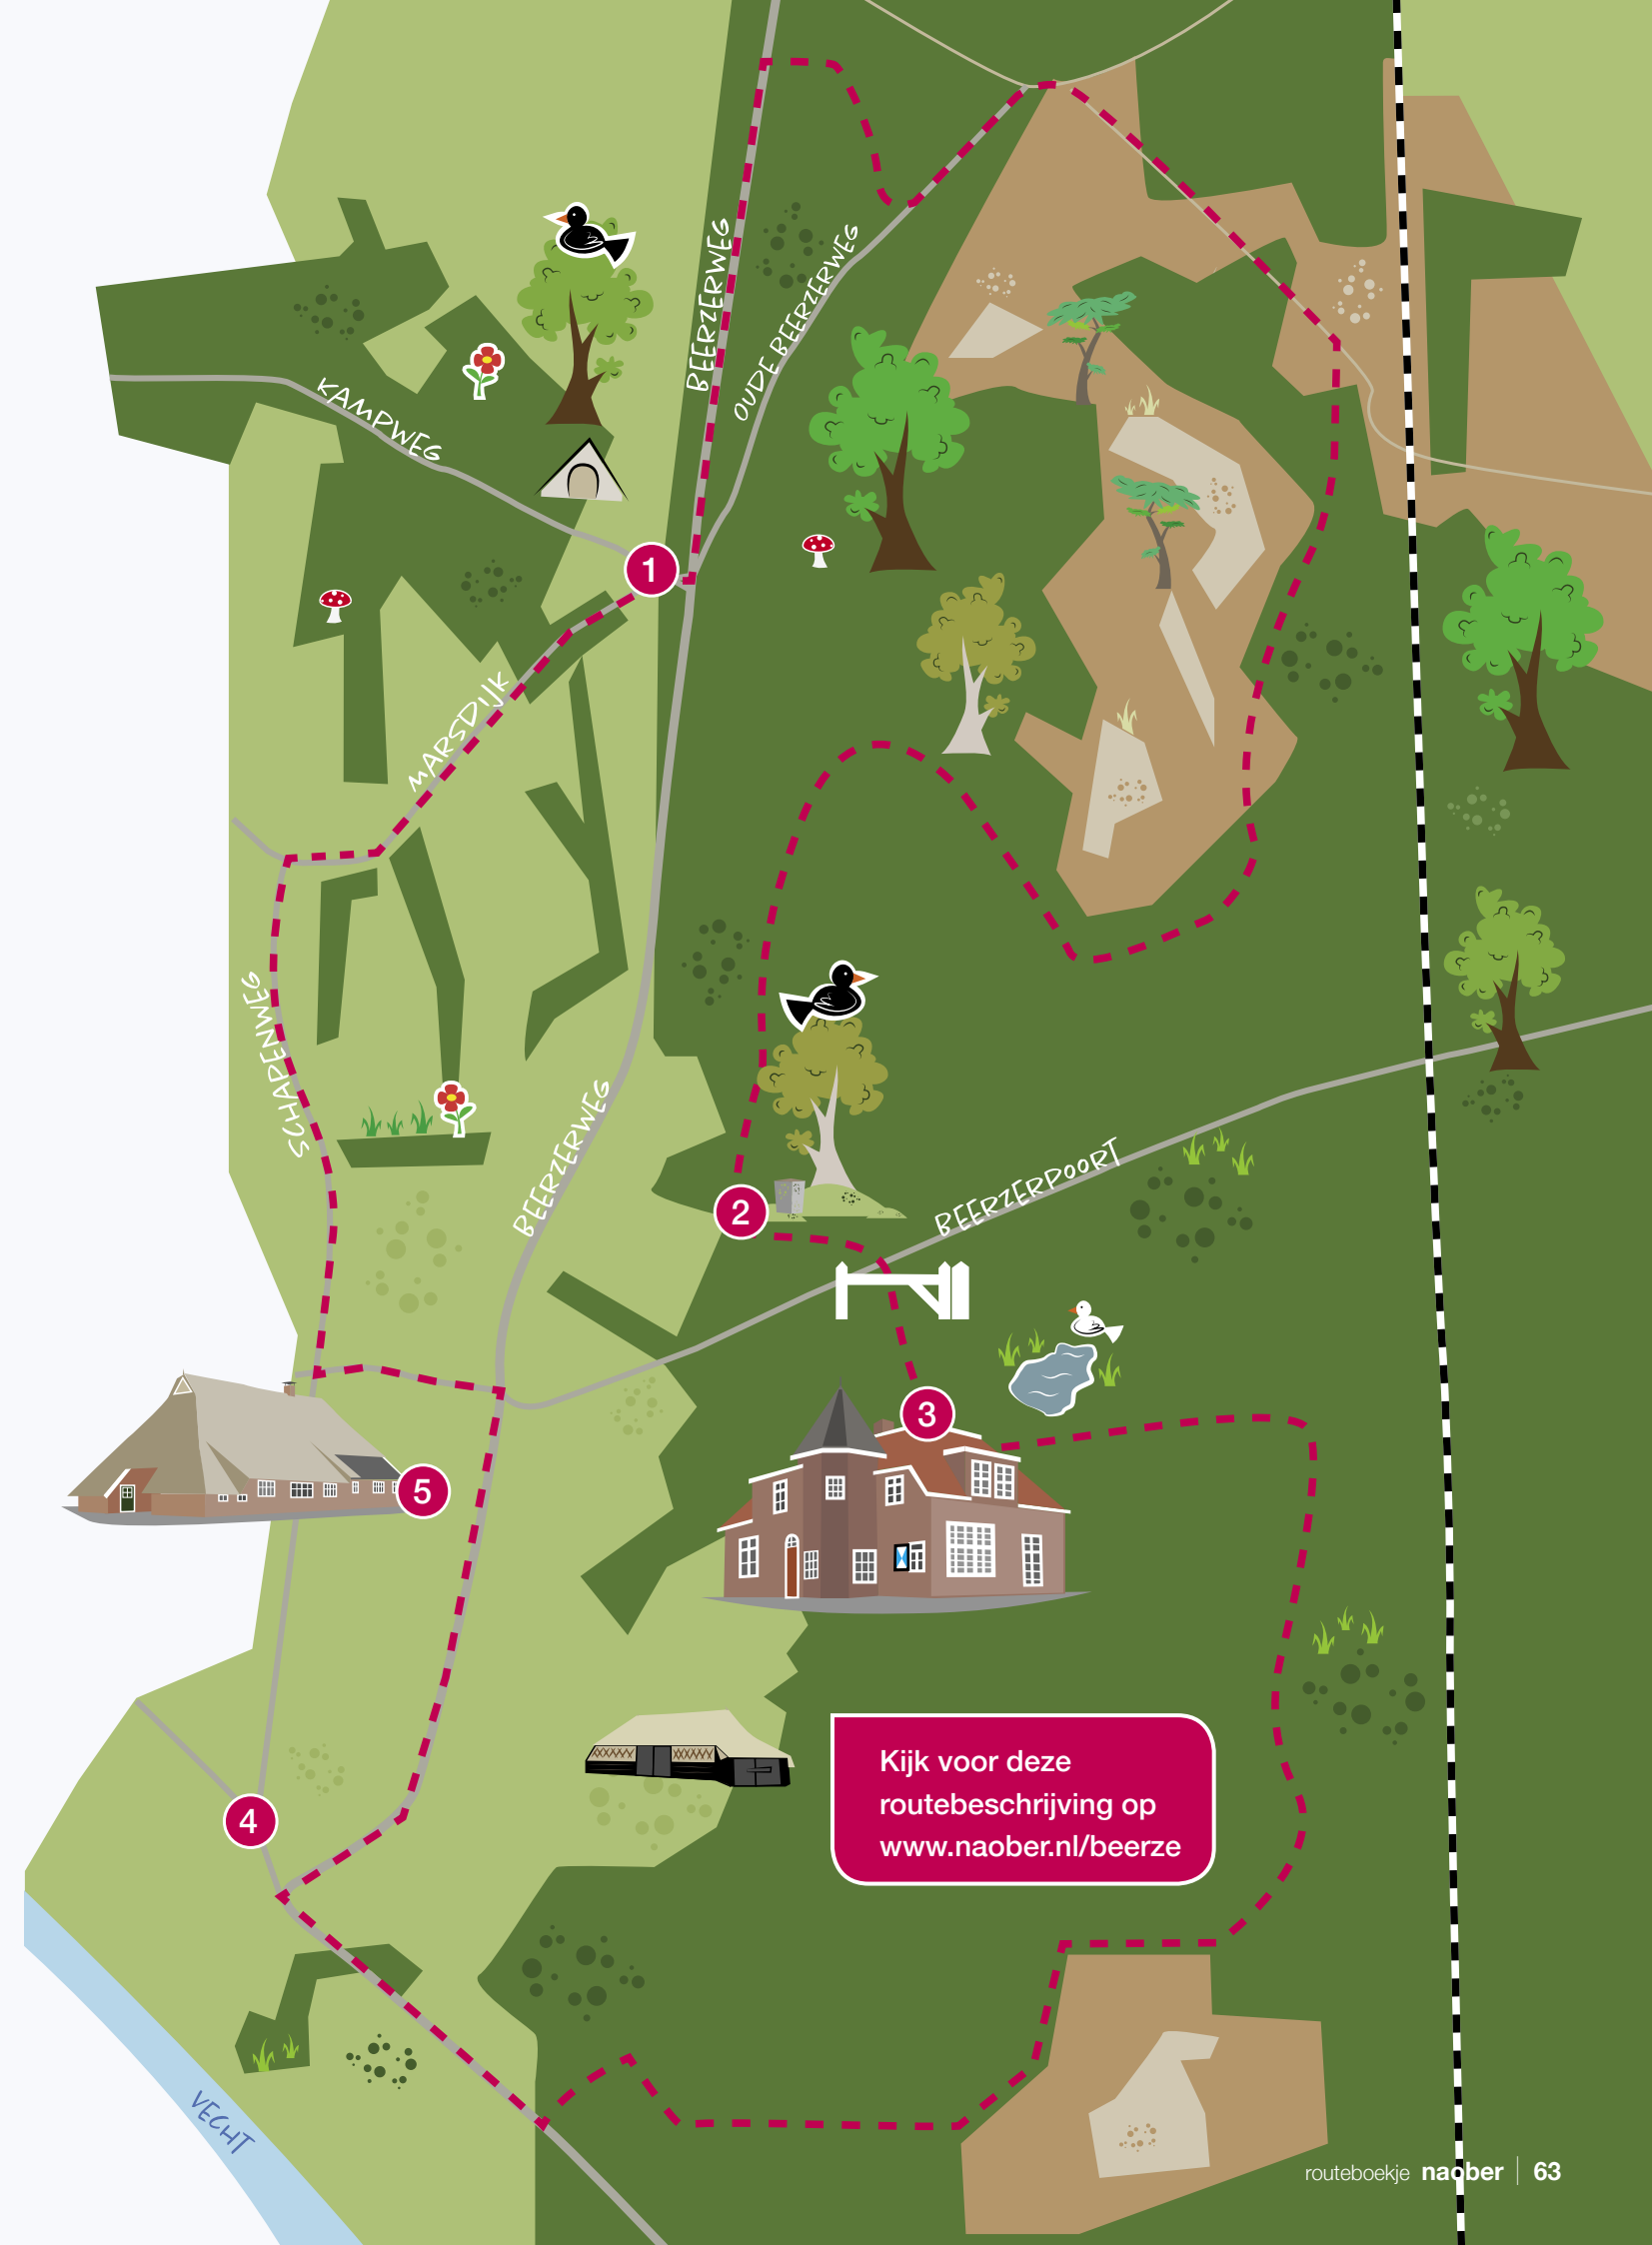 BEERZERWEG
OUDE BEERZERWEG
KAMPWEG
1
MARSDIJK
SCHAPENWEG
BEERZERWEG
BEERZERPOORT
2
3
5
Kijk voor deze
routebeschrijving op
www.naober.nl/beerze
4
VECHT
routeboekje naober | 63